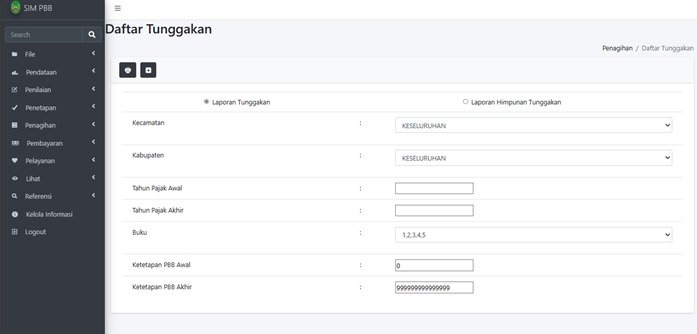 SIM PBB
Search
File
Pendataan
Penilaian
Penetapan
Penagihan
Pembayaran
Pelayanan
Lihat
Referensi
Kelola Informasi
Logout
Daftar Tunggakan
Penagihan / Daftar Tunggakan
Laporan Tunggakan
Laporan Himpunan Tunggakan
Kecamatan : KESELURUHAN
Kabupaten : KESELURUHAN
Tahun Pajak Awal :
Tahun Pajak Akhir :
Buku : 1,2,3,4,5
Ketetapan PBB Awal : 0
Ketetapan PBB Akhir : 999999999999999